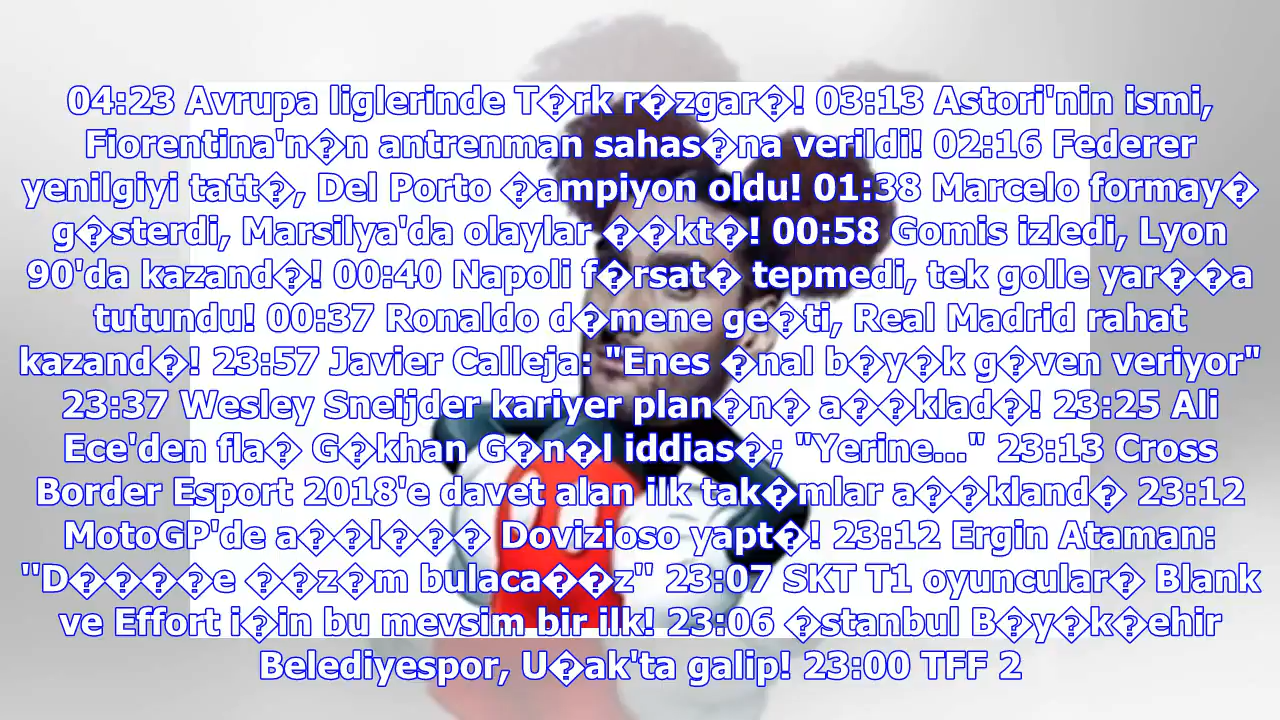 04:23 Avrupa liglerinde T�rk r�zgar�! 03:13 Astori'nin ismi,
Fiorentina'n�n antrenman sahas�na verildi! 02:16 Federer
yenilgiyi tatt�, Del Porto �ampiyon oldu! 01:38 Marcelo formay�
g�sterdi, Marsilya'da olaylar ��kt�! 00:58 Gomis izledi, Lyon
90'da kazand�! 00:40 Napoli f�rsat� tepmedi, tek golle yar��a
tutundu! 00:37 Ronaldo d�mene ge�ti, Real Madrid rahat
kazand�! 23:57 Javier Calleja: "Enes �nal b�y�k g�ven veriyor"
23:37 Wesley Sneijder kariyer plan�n� a��klad�! 23:25 Ali
Ece'den fla� G�khan G�n�l iddias�; "Yerine..." 23:13 Cross
Border Esport 2018'e davet alan ilk tak�mlar a��kland� 23:12
MotoGP'de a��l��� Dovizioso yapt�! 23:12 Ergin Ataman:
"D����e ��z�m bulaca��z" 23:07 SKT T1 oyuncular� Blank
ve Effort i�in bu mevsim bir ilk! 23:06 �stanbul B�y�k�ehir
Belediyespor, U�ak'ta galip! 23:00 TFF 2